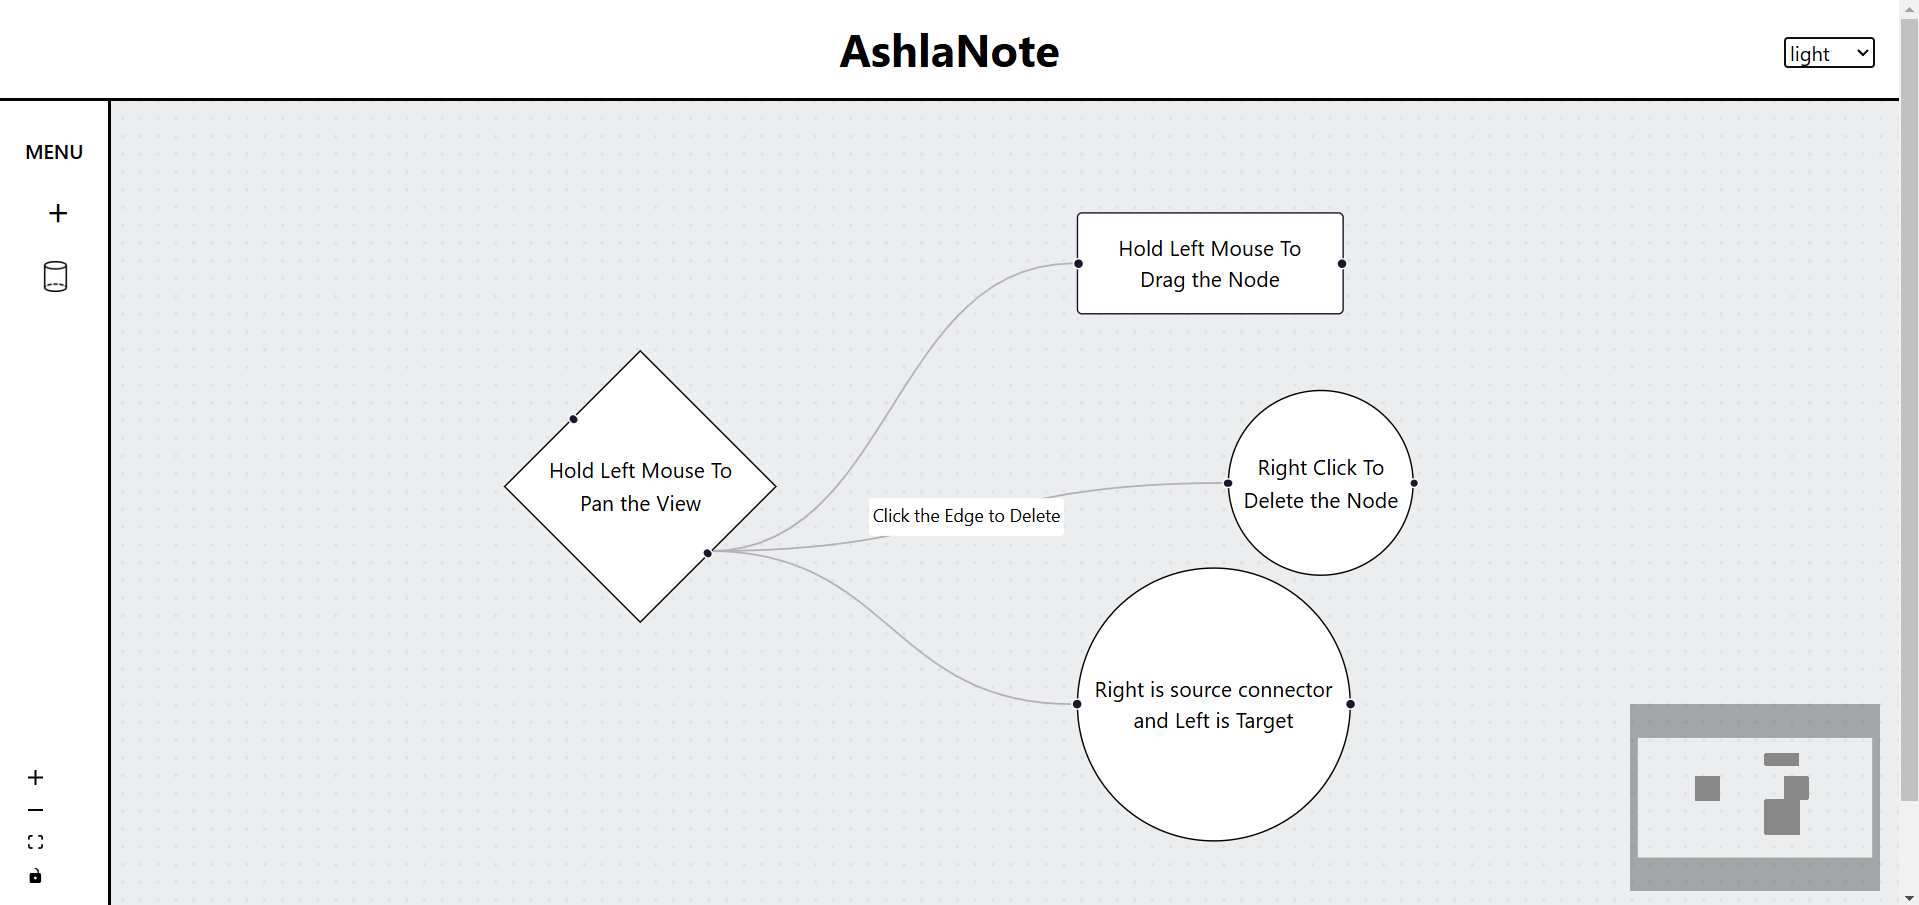 AshlaNote
light
MENU
Hold Left Mouse To
Drag the Node
Hold Left Mouse To
Pan the View
Right Click To
Delete the Node
Click the Edge to Delete
Right is source connector
and Left is Target